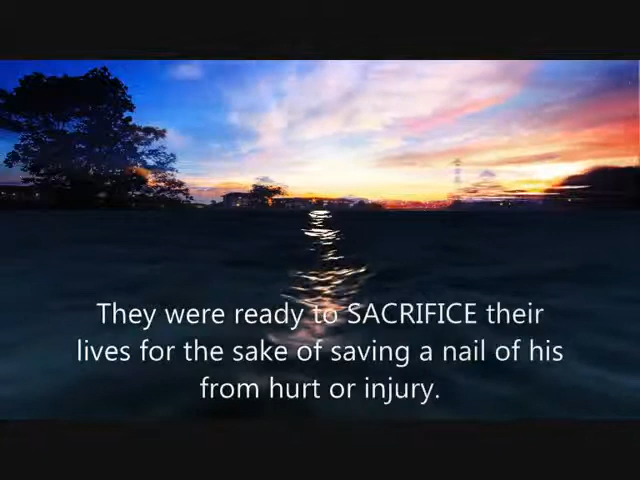 They were ready to SACRIFICE their
lives for the sake of saving a nail of his
from hurt or injury.